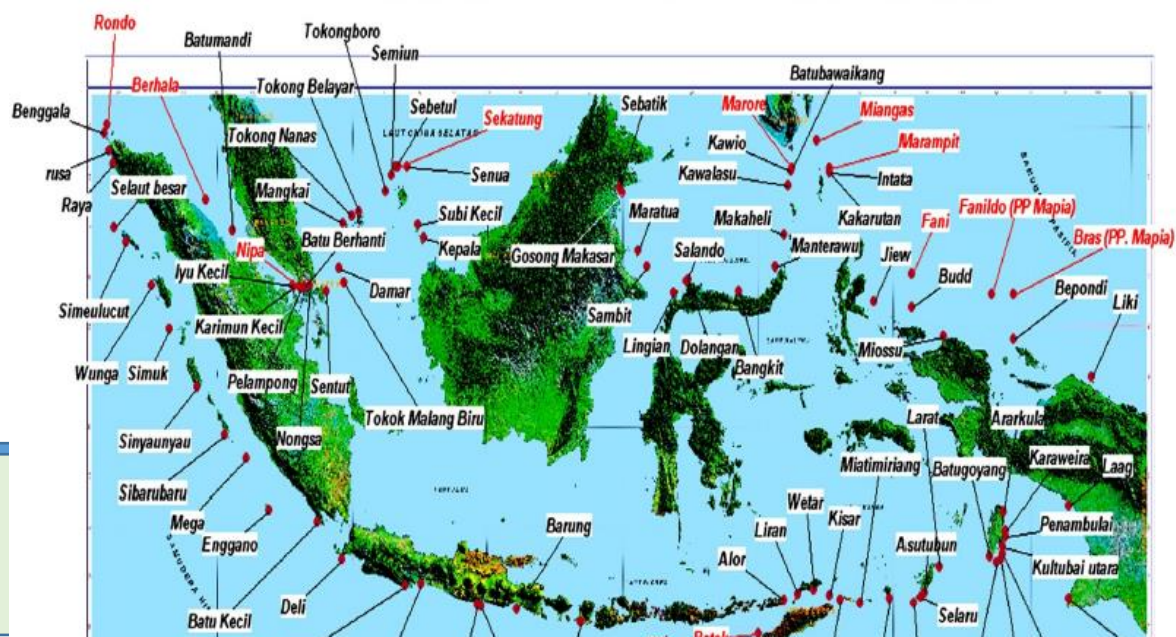 Rondo
Batumandi
Tokongboro
Semiun
Batubawaikang
Berhala
Tokong Belayar
Sebetul
Sekatung
Sebatik
Marore
Miangas
Benggala
Tokong Nanas
LAUT CHINA SELATAN
Kawio
Marampit
rusa
Selaut besar
Mangkai
Senua
Kawalasu
Intata
Raya
Subi Kecil
Maratua
Makaheli
Kakarutan
Fani
Fanildo (PP Mapia)
Nipa
Batu Berhanti
Kepala
Gosong Makasar
Salando
Manterawu
Jiew
Bras (PP. Mapia)
Iyu Kecil
Damar
Budd
Bepondi
Simeulucut
Karimun Kecil
Sambit
Liki
Wunga
Simuk
Pelampong
Sentut
Lingian
Dolangan
Bangkit
Miossu
Tokok Malang Biru
Sinyaunyau
Nongsa
Larat
Ararkula
Sibarubaru
Miatimiriang
Batugoyang
Karaweira
Laag
Mega
Enggano
Barung
Wetar
Kisar
Liran
Asutubun
Penambulai
Alor
Kultubai utara
Batu Kecil
Deli
Selaru